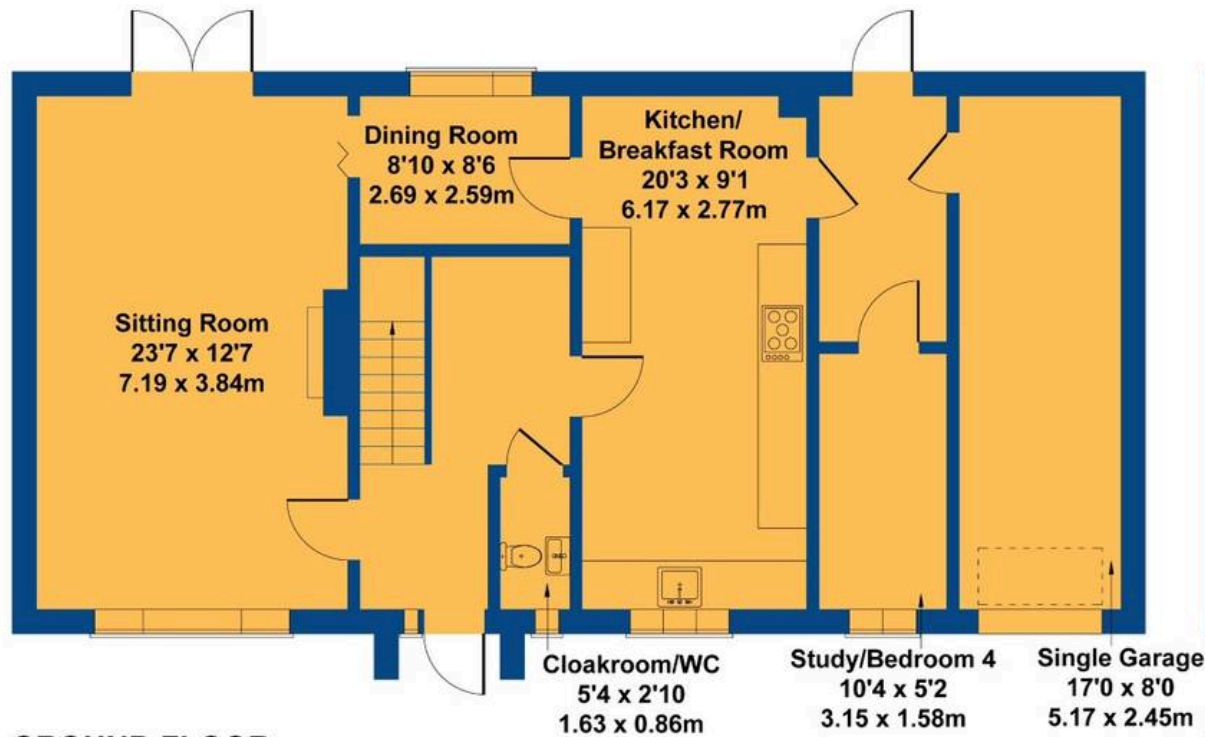 Dining Room
8'10 x 8'6
2.69 x 2.59m
Kitchen/
Breakfast Room
20'3 x 9'1
6.17 x 2.77m
Sitting Room
23'7 x 12'7
7.19 x 3.84m
Cloakroom/WC
5'4 x 2'10
1.63 x 0.86m
Study/Bedroom 4
10'4 x 5'2
3.15 x 1.58m
Single Garage
17'0 x 8'0
5.17 x 2.45m
GROUND FLOOR